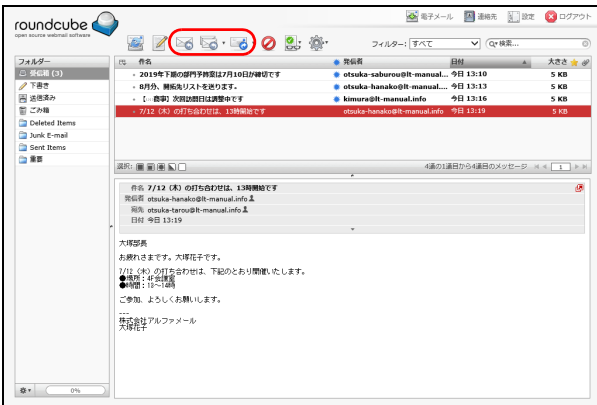 roundcube
open source webmail software
電子メール 連絡先 設定 ログアウト
フィルター: すべて 検索...
フォルダー
受信箱 (3)
下書き
送信済み
ごみ箱
Deleted Items
Junk E-mail
Sent Items
重要
件名 発信者 日付 大きさ
2019年下期の部門予算案は7月10日が締切です otsuka-saburou@lt-manual... 今日 13:10 5 KB
8月分、開拓先リストを送ります。 otsuka-hanako@lt-manual.... 今日 13:13 5 KB
【…商事】次回訪問日は調整中です kimura@lt-manual.info 今日 13:16 5 KB
7/12（木）の打ち合わせは、13時開始です otsuka-hanako@lt-manual.info 今日 13:19 5 KB
選択: 4通の1通目から4通目のメッセージ 1
件名 7/12（木）の打ち合わせは、13時開始です
発信者 otsuka-hanako@lt-manual.info
宛先 otsuka-tarou@lt-manual.info
日付 今日 13:19
大塚部長
お疲れさまです。大塚花子です。
7/12（木）の打ち合わせは、下記のとおり開催いたします。
●場所：4F会議室
●時間：13～14時
ご参加、よろしくお願いします。
---
株式会社アルファメール
大塚花子
0%